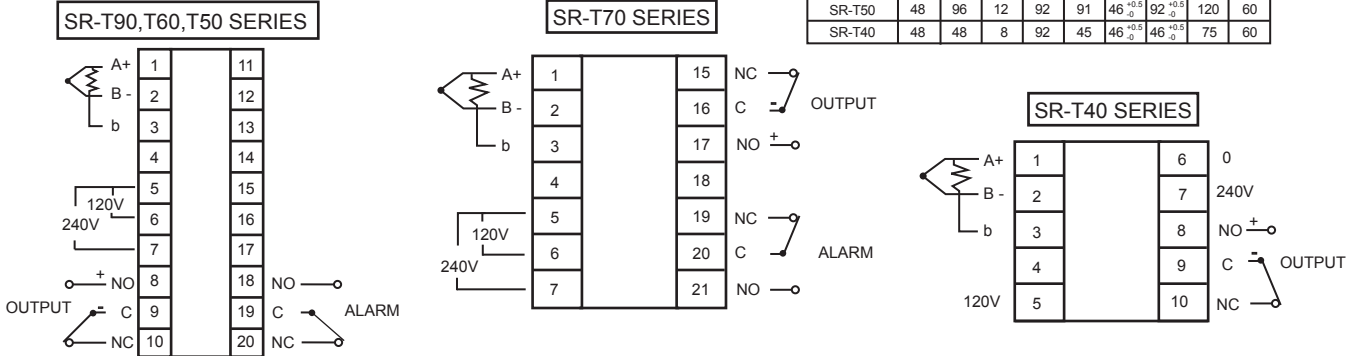 SR-T50 48 96 12 92 91 46 +0.5 -0 92 +0.5 -0 120 60
SR-T40 48 48 8 92 45 46 +0.5 -0 46 +0.5 -0 75 60
SR-T90,T60,T50 SERIES
A+ 1 11
B - 2 12
b 3 13
4 14
5 15
120V
6 16
240V
7 17
+ NO 8 18 NO
OUTPUT - C 9 19 C ALARM
NC 10 20 NC
SR-T70 SERIES
A+ 1 15 NC
B - 2 16 C - OUTPUT
b 3 17 NO +
4 18
5 19 NC
120V
6 20 C ALARM
240V
7 21 NO
SR-T40 SERIES
A+ 1 6 0
B - 2 7 240V
b 3 8 NO +
4 9 C - OUTPUT
120V 5 10 NC